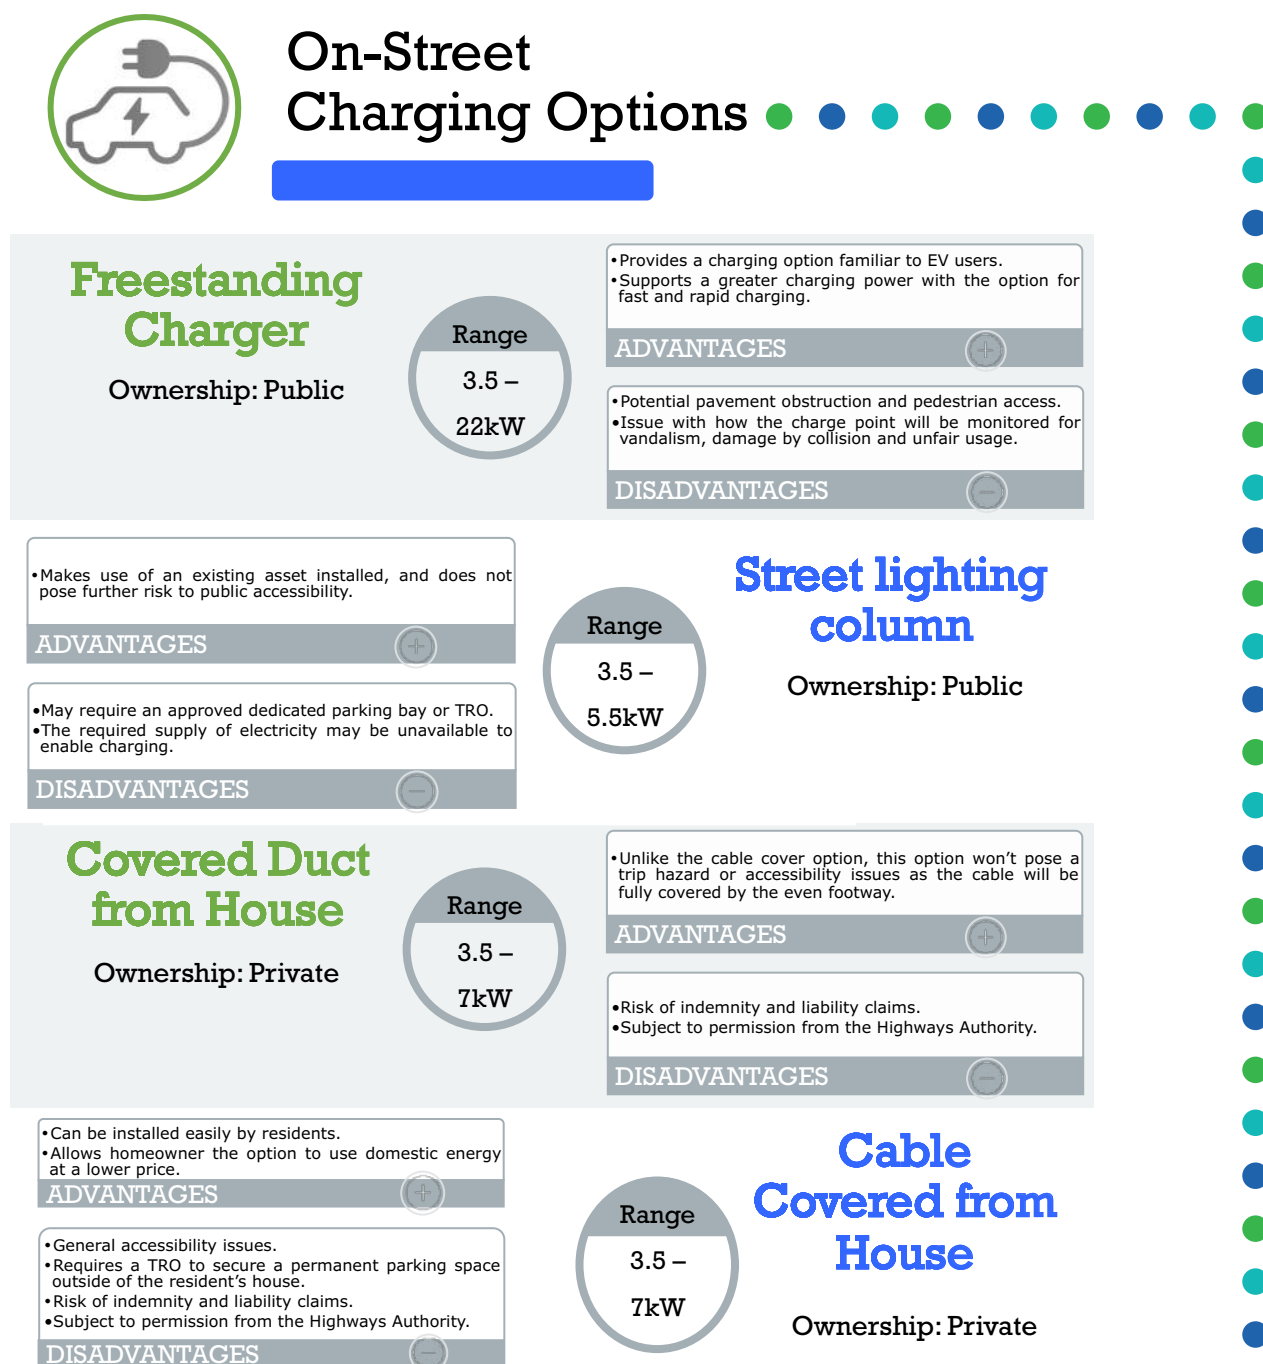 On-Street
Charging Options
Freestanding
Charger
Ownership: Public
Range
3.5 –
22kW
•Provides a charging option familiar to EV users.
•Supports a greater charging power with the option for
fast and rapid charging.
ADVANTAGES
•Potential pavement obstruction and pedestrian access.
•Issue with how the charge point will be monitored for
vandalism, damage by collision and unfair usage.
DISADVANTAGES
•Makes use of an existing asset installed, and does not
pose further risk to public accessibility.
ADVANTAGES
•May require an approved dedicated parking bay or TRO.
•The required supply of electricity may be unavailable to
enable charging.
DISADVANTAGES
Range
3.5 –
5.5kW
Street lighting
column
Ownership: Public
Covered Duct
from House
Ownership: Private
Range
3.5 –
7kW
•Unlike the cable cover option, this option won’t pose a
trip hazard or accessibility issues as the cable will be
fully covered by the even footway.
ADVANTAGES
•Risk of indemnity and liability claims.
•Subject to permission from the Highways Authority.
DISADVANTAGES
•Can be installed easily by residents.
•Allows homeowner the option to use domestic energy
at a lower price.
ADVANTAGES
•General accessibility issues.
•Requires a TRO to secure a permanent parking space
outside of the resident’s house.
•Risk of indemnity and liability claims.
•Subject to permission from the Highways Authority.
DISADVANTAGES
Range
3.5 –
7kW
Cable
Covered from
House
Ownership: Private